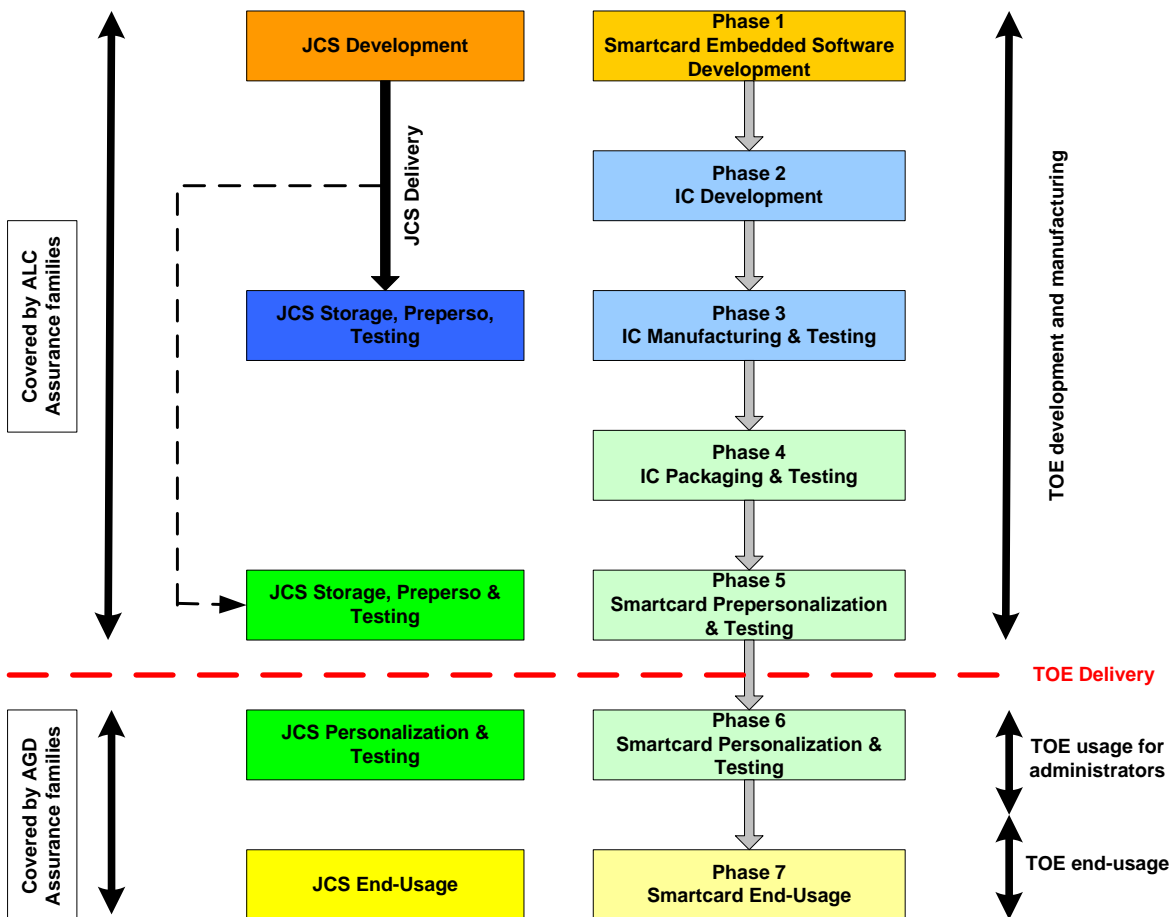 JCS Development
Phase 1
Smartcard Embedded Software
Development
JCS Delivery
Phase 2
IC Development
Covered by ALC
Assurance families
TOE development and manufacturing
JCS Storage, Preperso,
Testing
Phase 3
IC Manufacturing & Testing
Phase 4
IC Packaging & Testing
JCS Storage, Preperso &
Testing
Phase 5
Smartcard Prepersonalization
& Testing
TOE Delivery
Covered by AGD
Assurance families
JCS Personalization &
Testing
Phase 6
Smartcard Personalization &
Testing
TOE usage for
administrators
JCS End-Usage
Phase 7
Smartcard End-Usage
TOE end-usage